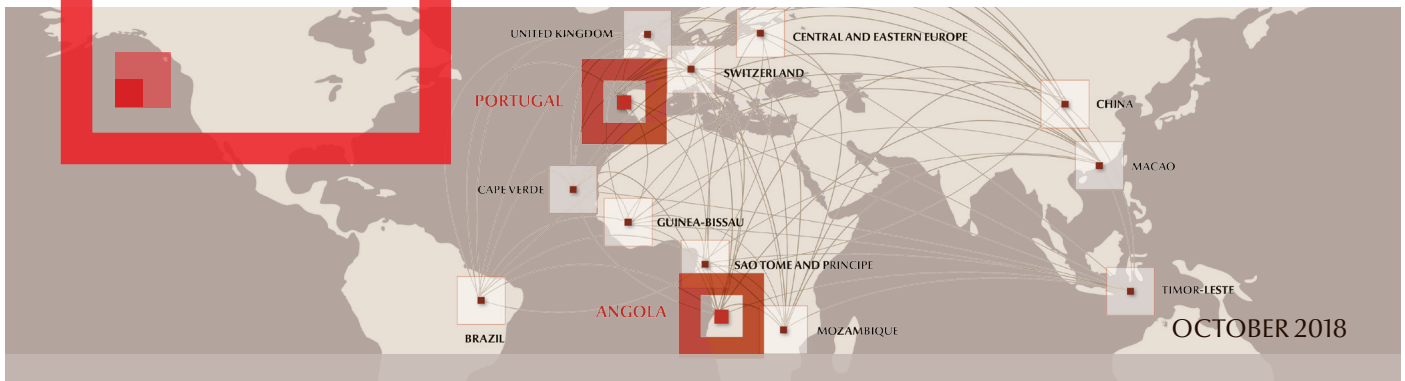 UNITED KINGDOM
CENTRAL AND EASTERN EUROPE
SWITZERLAND
PORTUGAL
CHINA
MACAO
CAPE VERDE
GUINEA-BISSAU
SAO TOME AND PRINCIPE
TIMOR-LESTE
ANGOLA
MOZAMBIQUE
OCTOBER 2018
BRAZIL